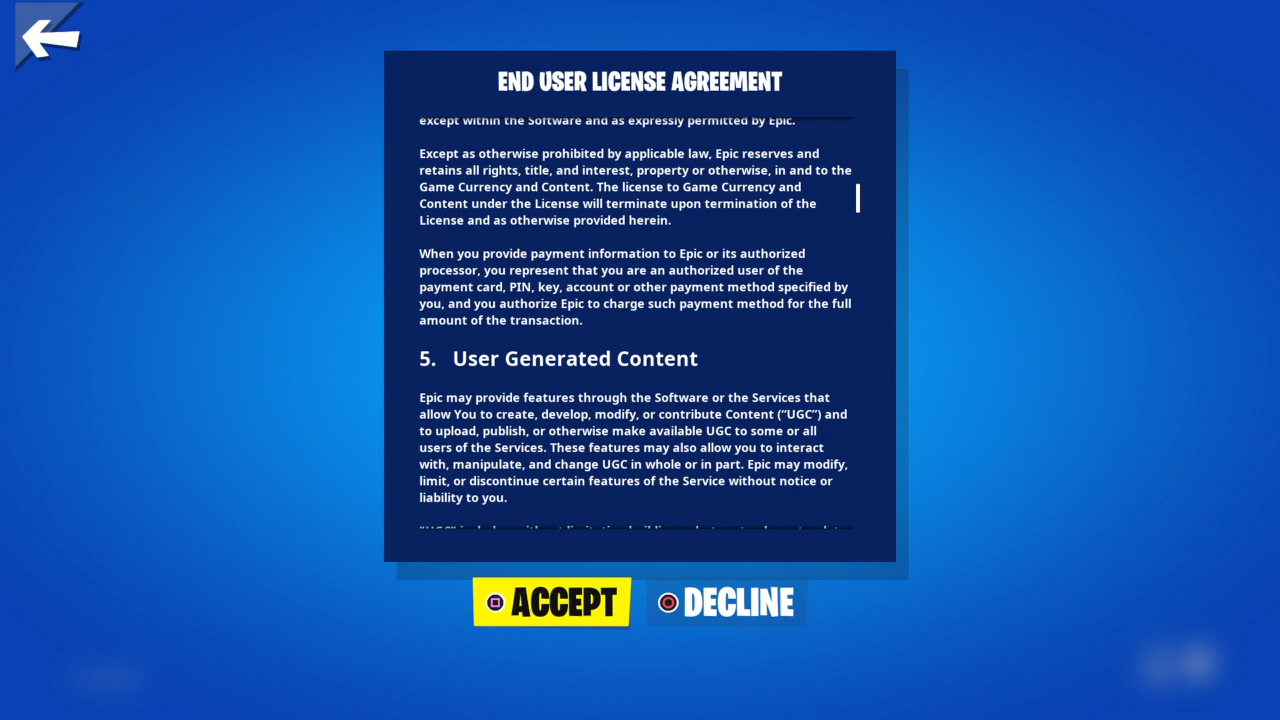 END USER LICENSE AGREEMENT
except within the Software and as expressly permitted by Epic.
Except as otherwise prohibited by applicable law, Epic reserves and
retains all rights, title, and interest, property or otherwise, in and to the
Game Currency and Content. The license to Game Currency and
Content under the License will terminate upon termination of the
License and as otherwise provided herein.
When you provide payment information to Epic or its authorized
processor, you represent that you are an authorized user of the
payment card, PIN, key, account or other payment method specified by
you, and you authorize Epic to charge such payment method for the full
amount of the transaction.
5. User Generated Content
Epic may provide features through the Software or the Services that
allow You to create, develop, modify, or contribute Content (“UGC”) and
to upload, publish, or otherwise make available UGC to some or all
users of the Services. These features may also allow you to interact
with, manipulate, and change UGC in whole or in part. Epic may modify,
limit, or discontinue certain features of the Service without notice or
liability to you.
ACCEPT
DECLINE